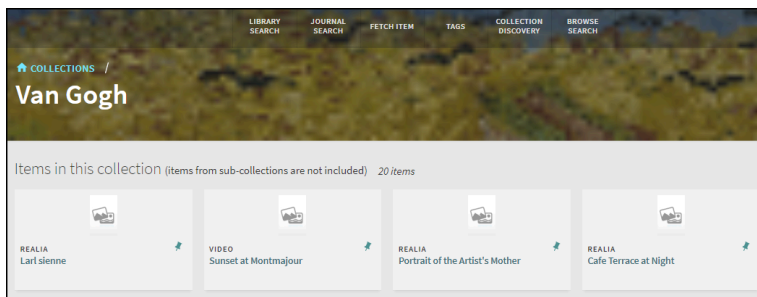 LIBRARY SEARCH
JOURNAL SEARCH
FETCH ITEM
TAGS
COLLECTION DISCOVERY
BROWSE SEARCH
COLLECTIONS /
Van Gogh
Items in this collection (items from sub-collections are not included) 20 items
REALIA
Larl sienne
VIDEO
Sunset at Montmajour
REALIA
Portrait of the Artist's Mother
REALIA
Cafe Terrace at Night